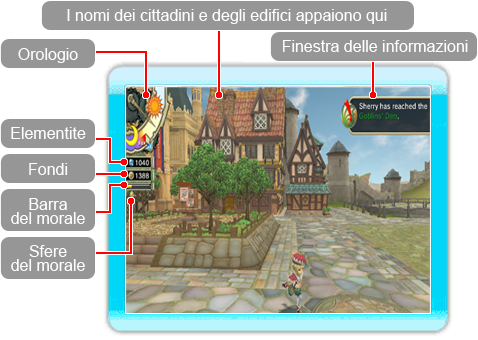 I nomi dei cittadini e degli edifici appaiono qui
Orologio
Finestra delle informazioni
Sherry has reached the
Goblins' Den.
Elementite
1040
Fondi
1388
Barra
del morale
Sfere
del morale